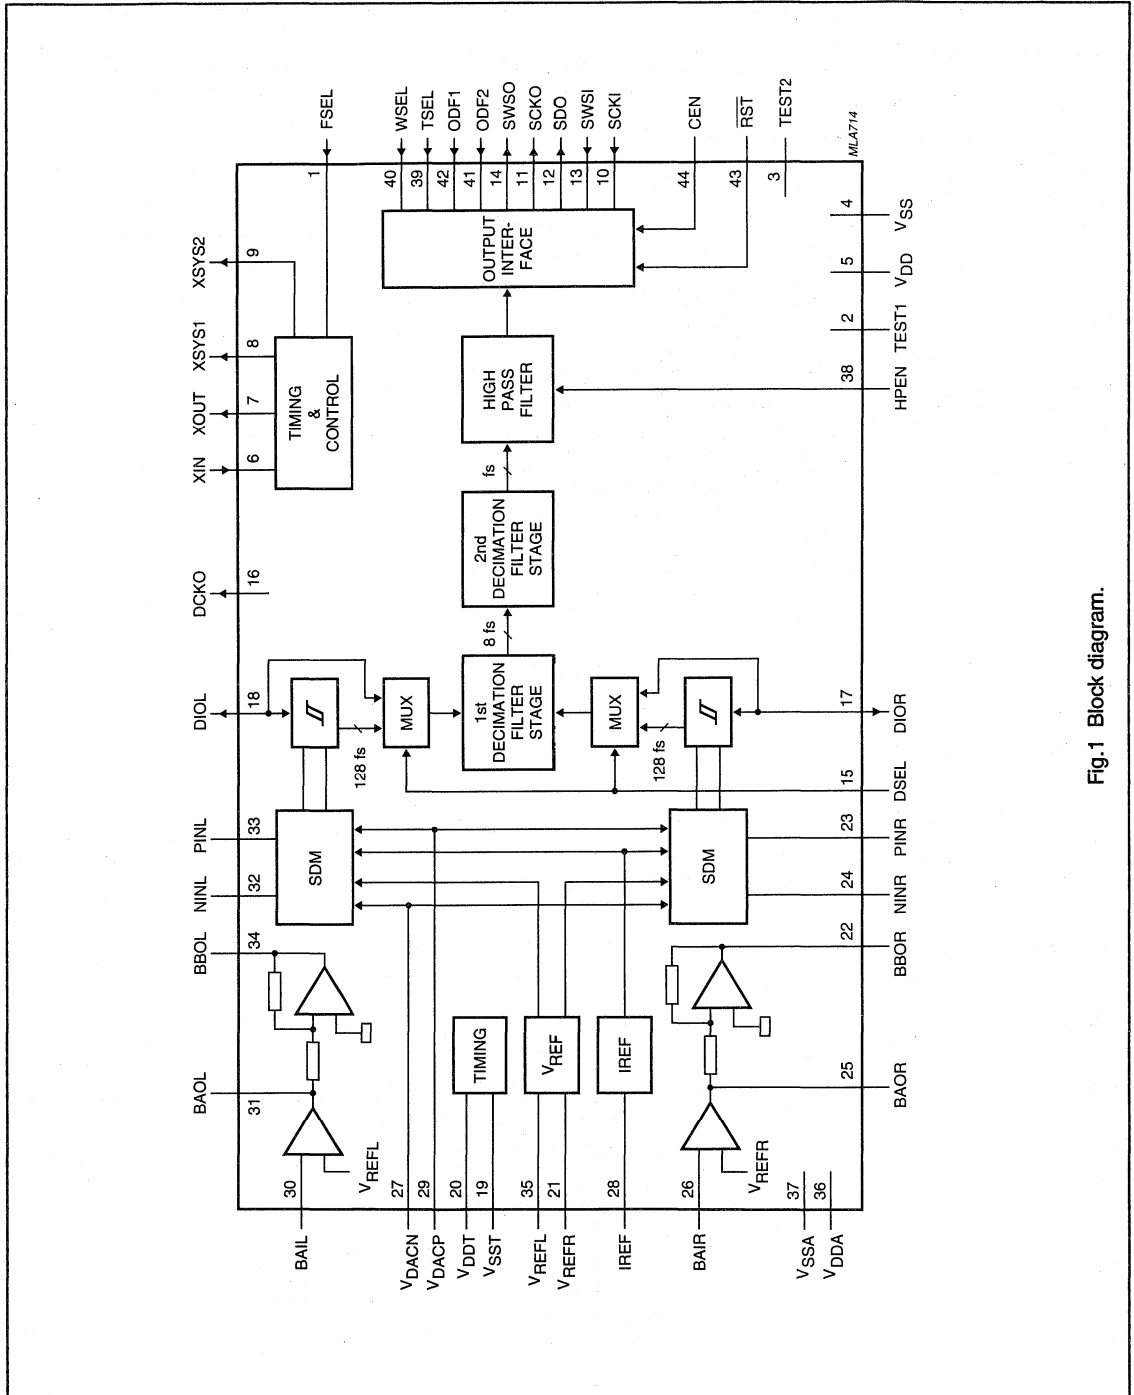 XIN
XOUT
XSYS1
XSYS2
6
7
8
9
TIMING
&
CONTROL
FSEL
1
DCKO
16
DIOL
18
PINL
33
NINL
32
BBOL
34
BAOL
31
BAIL
30
VREFL
VDACN
27
VDACP
29
VDDT
20
VSST
19
VREFL
35
VREFR
21
IREF
28
BAIR
26
VREFR
VSSA
37
VDDA
36
TIMING
VREF
IREF
SDM
SDM
128 fs
MUX
1st
DECIMATION
FILTER
STAGE
MUX
128 fs
8 fs
2nd
DECIMATION
FILTER
STAGE
fs
HIGH
PASS
FILTER
OUTPUT
INTER-
FACE
40
WSEL
39
TSEL
42
ODF1
41
ODF2
14
SWSO
11
SCKO
12
SDO
13
SWSI
10
SCKI
44
CEN
43
RST
3
TEST2
25
BAOR
22
BBOR
24
NINR
23
PINR
15
DSEL
17
DIOR
38
HPEN
2
TEST1
5
VDD
4
VSS
MLA714
Fig.1 Block diagram.